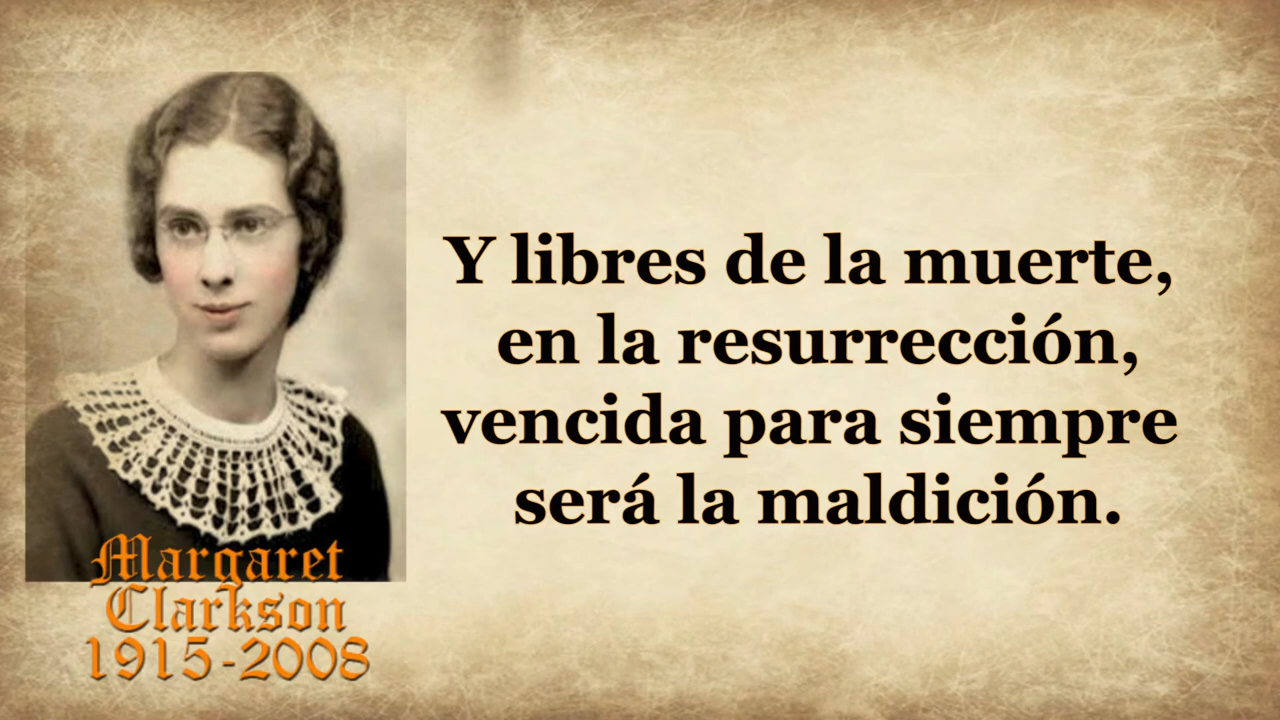 Y libres de la muerte,
en la resurrección,
vencida para siempre
será la maldición.
Margaret
Clarkson
1915-2008